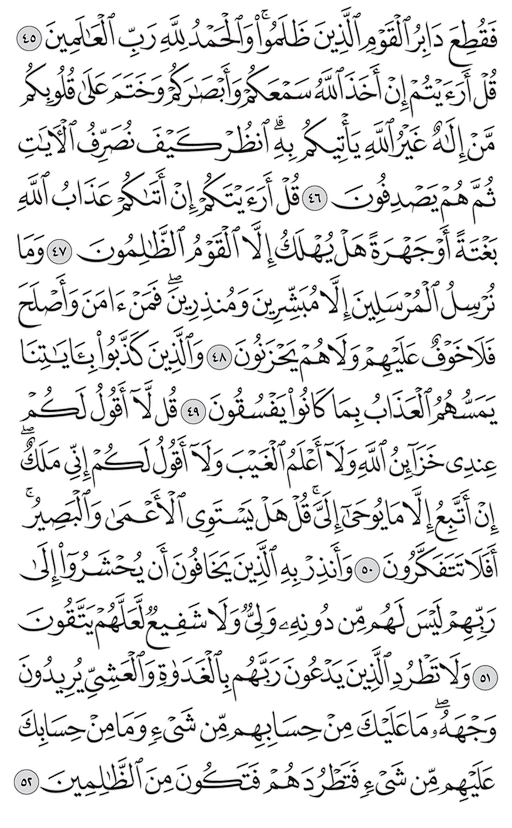 فَقُطِعَ دَابِرُ ٱلْقَوْمِ ٱلَّذِينَ ظَلَمُوا۟ ۚ وَٱلْحَمْدُ لِلَّهِ رَبِّ ٱلْعَـٰلَمِينَ ٤٥
قُلْ أَرَءَيْتُمْ إِنْ أَخَذَ ٱللَّهُ سَمْعَكُمْ وَأَبْصَـٰرَكُمْ وَخَتَمَ عَلَىٰ قُلُوبِكُم
مَّنْ إِلَـٰهٌ غَيْرُ ٱللَّهِ يَأْتِيكُم بِهِ ۗ ٱنظُرْ كَيْفَ نُصَرِّفُ ٱلْـَٔايَـٰتِ
ثُمَّ هُمْ يَصْدِفُونَ ٤٦ قُلْ أَرَءَيْتَكُمْ إِنْ أَتَىٰكُمْ عَذَابُ ٱللَّهِ
بَغْتَةً أَوْ جَهْرَةً هَلْ يُهْلَكُ إِلَّا ٱلْقَوْمُ ٱلظَّـٰلِمُونَ ٤٧ وَمَا
نُرْسِلُ ٱلْمُرْسَلِينَ إِلَّا مُبَشِّرِينَ وَمُنذِرِينَ ۖ فَمَنْ ءَامَنَ وَأَصْلَحَ
فَلَا خَوْفٌ عَلَيْهِمْ وَلَا هُمْ يَحْزَنُونَ ٤٨ وَٱلَّذِينَ كَذَّبُوا۟ بِـَٔايَـٰتِنَا
يَمَسُّهُمُ ٱلْعَذَابُ بِمَا كَانُوا۟ يَفْسُقُونَ ٤٩ قُل لَّآ أَقُولُ لَكُمْ
عِندِى خَزَآئِنُ ٱللَّهِ وَلَآ أَعْلَمُ ٱلْغَيْبَ وَلَآ أَقُولُ لَكُمْ إِنِّى مَلَكٌ ۖ
إِنْ أَتَّبِعُ إِلَّا مَا يُوحَىٰٓ إِلَىَّ ۚ قُلْ هَلْ يَسْتَوِى ٱلْأَعْمَىٰ وَٱلْبَصِيرُ ۚ
أَفَلَا تَتَفَكَّرُونَ ٥٠ وَأَنذِرْ بِهِ ٱلَّذِينَ يَخَافُونَ أَن يُحْشَرُوٓا۟ إِلَىٰ
رَبِّهِمْ لَيْسَ لَهُم مِّن دُونِهِۦ وَلِىٌّ وَلَا شَفِيعٌ لَّعَلَّهُمْ يَتَّقُونَ
٥١ وَلَا تَطْرُدِ ٱلَّذِينَ يَدْعُونَ رَبَّهُم بِٱلْغَدَوٰةِ وَٱلْعَشِىِّ يُرِيدُونَ
وَجْهَهُۥ ۖ مَا عَلَيْكَ مِنْ حِسَابِهِم مِّن شَىْءٍ وَمَا مِنْ حِسَابِكَ
عَلَيْهِم مِّن شَىْءٍ فَتَطْرُدَهُمْ فَتَكُونَ مِنَ ٱلظَّـٰلِمِينَ ٥٢